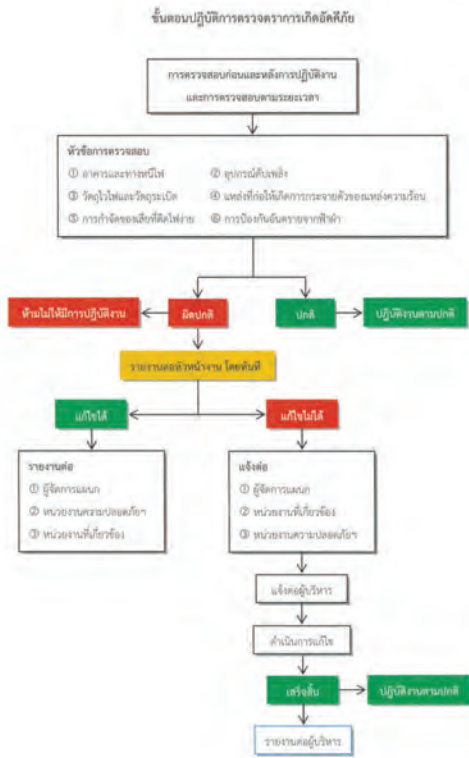 ขั้นตอนปฏิบัติการตรวจตราการเกิดอัคคีภัย
การตรวจสอบก่อนและหลังการปฏิบัติงาน
และการตรวจสอบตามระยะเวลา
หัวข้อการตรวจสอบ
① อาคารและทางหนีไฟ ② อุปกรณ์ดับเพลิง
③ วัตถุไวไฟและวัตถุระเบิด ④ แหล่งที่ก่อให้เกิดการกระจายตัวของแหล่งความร้อน
⑤ การกำจัดของเสียที่ติดไฟง่าย ⑥ การป้องกันอันตรายจากฟ้าผ่า
ห้ามไม่ให้มีการปฏิบัติงาน ผิดปกติ ปกติ ปฏิบัติงานตามปกติ
รายงานต่อหัวหน้างาน โดยทันที
แก้ไขได้ แก้ไขไม่ได้
รายงานต่อ
① ผู้จัดการแผนก
② หน่วยงานความปลอดภัยฯ
③ หน่วยงานที่เกี่ยวข้อง
แจ้งต่อ
① ผู้จัดการแผนก
② หน่วยงานที่เกี่ยวข้อง
③ หน่วยงานความปลอดภัยฯ
แจ้งต่อผู้บริหาร
ดำเนินการแก้ไข
เสร็จสิ้น ปฏิบัติงานตามปกติ
รายงานต่อผู้บริหาร